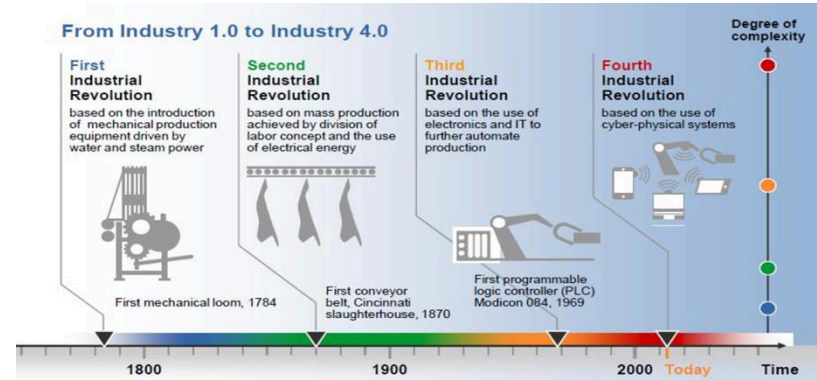 From Industry 1.0 to Industry 4.0
Degree of
complexity
First
Industrial
Revolution
based on the introduction
of mechanical production
equipment driven by
water and steam power
First mechanical loom, 1784
Second
Industrial
Revolution
based on mass production
achieved by division of
labor concept and the use
of electrical energy
First conveyor
belt, Cincinnati
slaughterhouse, 1870
Third
Industrial
Revolution
based on the use of
electronics and IT to
further automate
production
First programmable
logic controller (PLC)
Modicon 084, 1969
Fourth
Industrial
Revolution
based on the use of
cyber-physical systems
1800
1900
2000
Today
Time